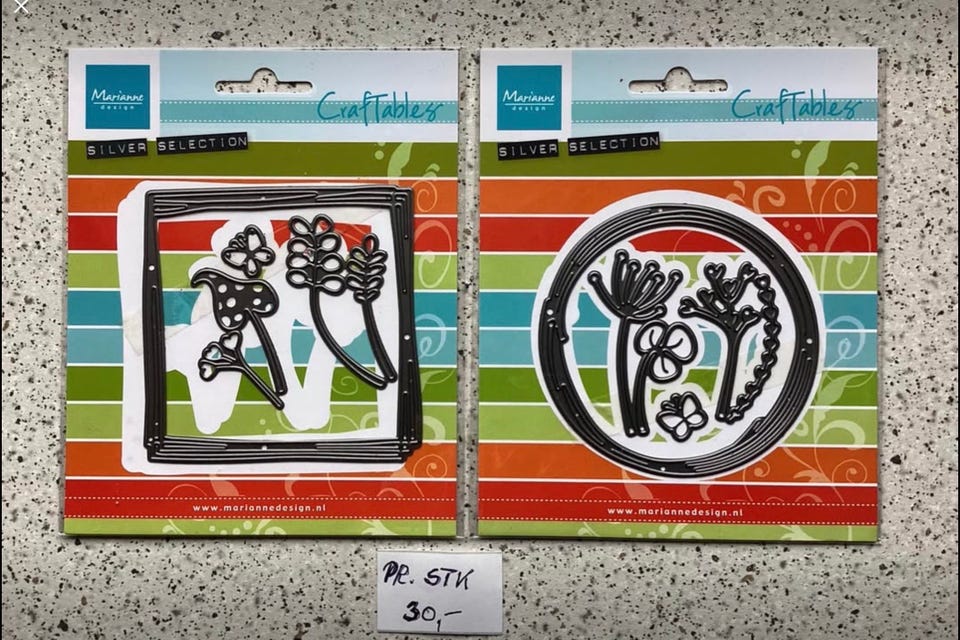 Marianne
design
CrafTables
SILVER SELECTION
www.mariannedesign.nl
Marianne
design
CrafTables
SILVER SELECTION
www.mariannedesign.nl
PR. STK
30,-